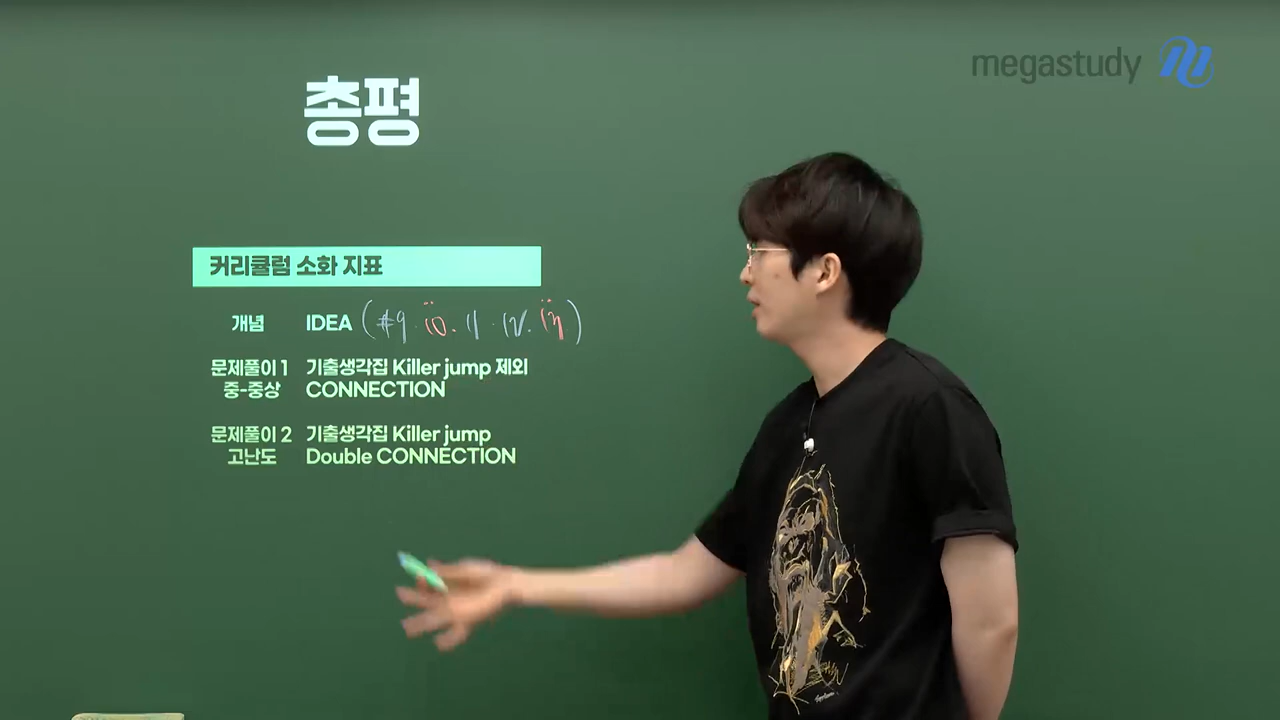 megastudy
총평
커리큘럼 소화 지표
개념 IDEA (#9. 10. 11. 12. 13)
문제풀이 1 기출생각집 Killer jump 제외
중-중상 CONNECTION
문제풀이 2 기출생각집 Killer jump
고난도 Double CONNECTION